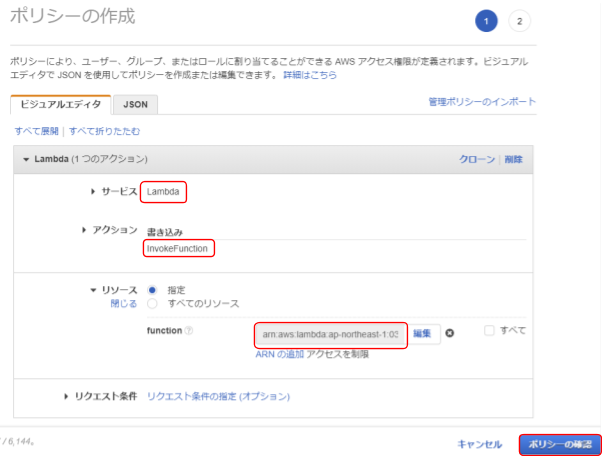 ポリシーの作成
1 2
ポリシーにより、ユーザー、グループ、またはロールに割り当てることができる AWS アクセス権限が定義されます。ビジュアル
エディタで JSON を使用してポリシーを作成または編集できます。 詳細はこちら
ビジュアルエディタ JSON 管理ポリシーのインポート
すべて展開 | すべて折りたたむ
Lambda (1 つのアクション) クローン | 削除
サービス Lambda
アクション 書き込み
InvokeFunction
リソース 指定
閉じる すべてのリソース
function arn:aws:lambda:ap-northeast-1:03 編集 すべて
ARN の追加 アクセスを制限
リクエスト条件 リクエスト条件の指定 (オプション)
/ 6,144。
キャンセル ポリシーの確認